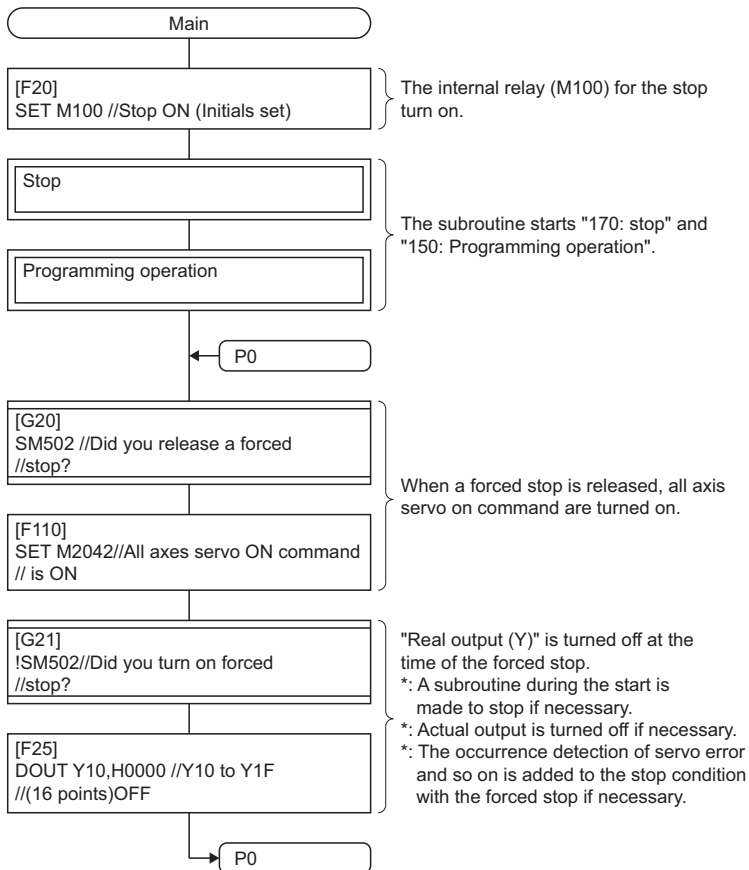 Main
[F20]
SET M100 //Stop ON (Initials set)
The internal relay (M100) for the stop
turn on.
Stop
Programming operation
The subroutine starts "170: stop" and
"150: Programming operation".
P0
[G20]
SM502 //Did you release a forced
//stop?
[F110]
SET M2042//All axes servo ON command
// is ON
When a forced stop is released, all axis
servo on command are turned on.
[G21]
!SM502//Did you turn on forced
//stop?
[F25]
DOUT Y10,H0000 //Y10 to Y1F
//(16 points)OFF
"Real output (Y)" is turned off at the
time of the forced stop.
*: A subroutine during the start is
made to stop if necessary.
*: Actual output is turned off if necessary.
*: The occurrence detection of servo error
and so on is added to the stop condition
with the forced stop if necessary.
P0